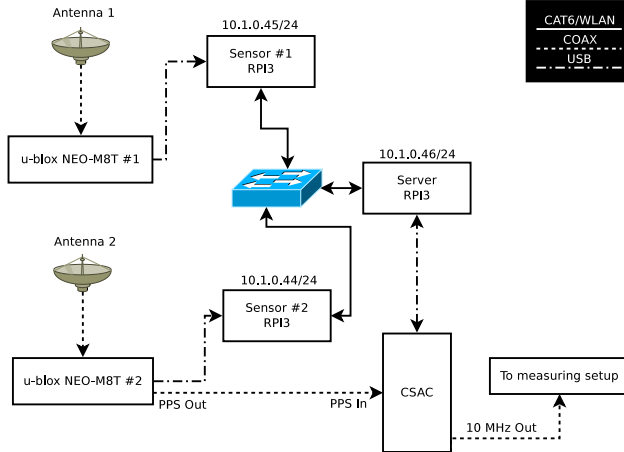 Antenna 1
10.1.0.45/24
CAT6/WLAN
COAX
USB
Sensor #1
RPI3
u-blox NEO-M8T #1
10.1.0.46/24
Server
RPI3
Antenna 2
10.1.0.44/24
Sensor #2
RPI3
u-blox NEO-M8T #2
PPS Out
PPS In
CSAC
To measuring setup
10 MHz Out